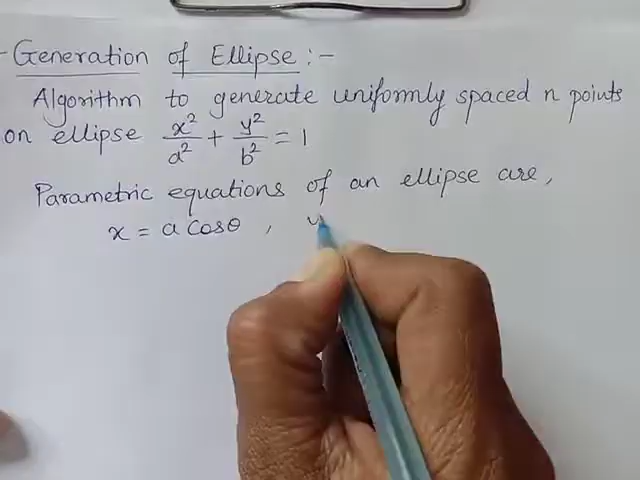 - Generation of Ellipse :-
Algorithm to generate uniformly spaced n points
on ellipse x²/a² + y²/b² = 1
Parametric equations of an ellipse are,
x = a cosθ , y